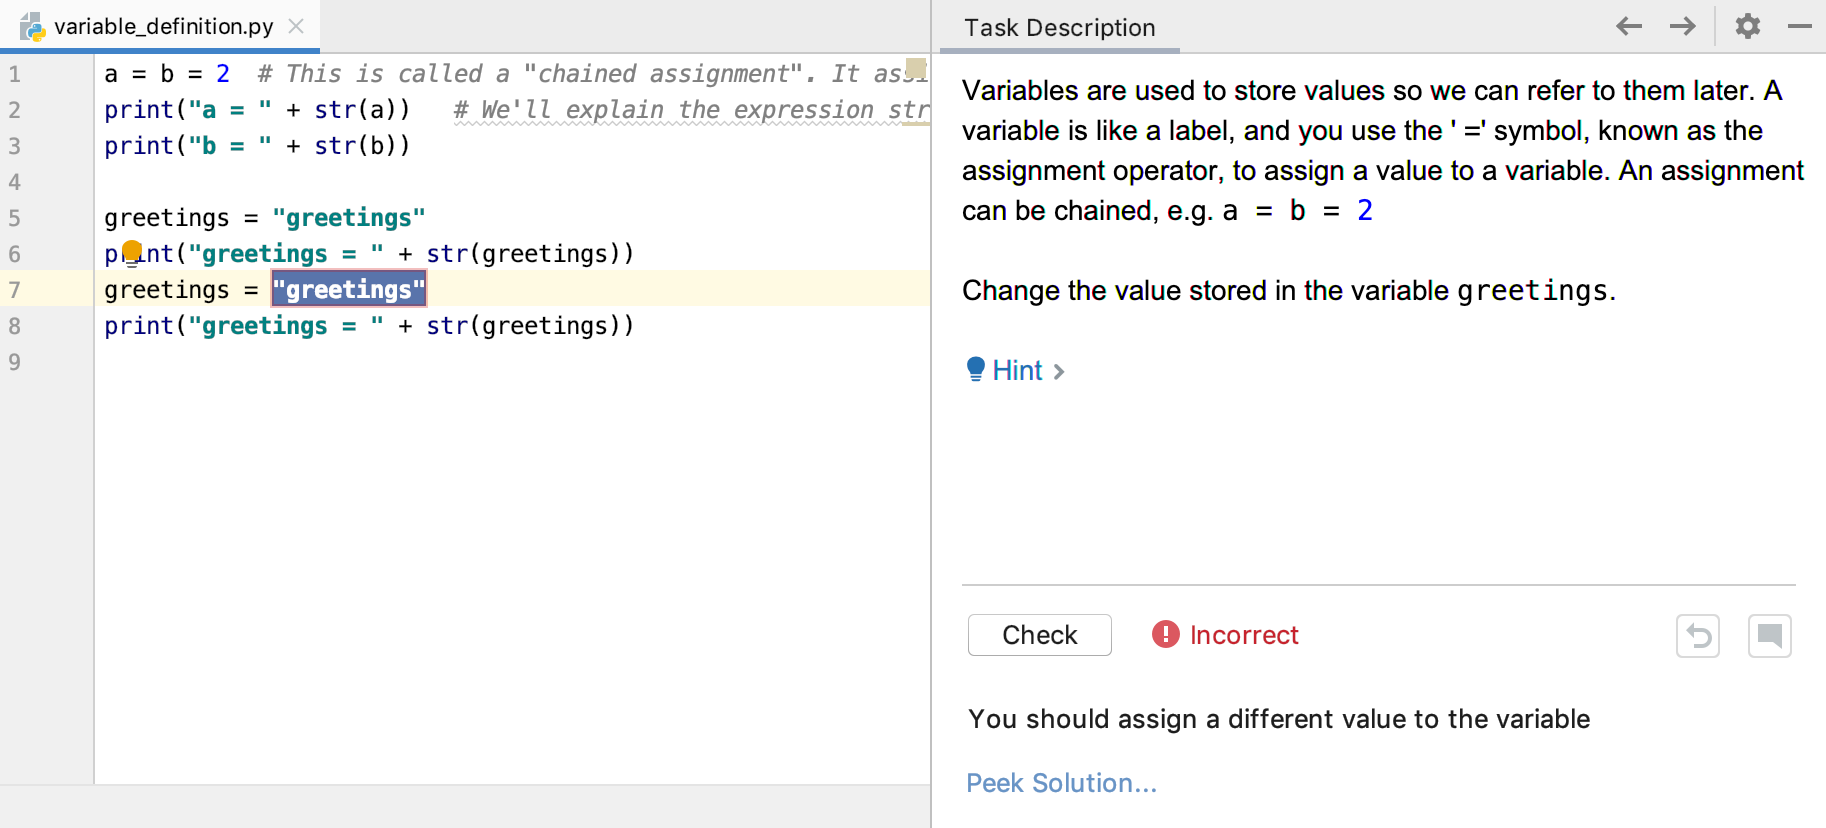 variable_definition.py
1 a = b = 2  # This is called a "chained assignment". It assi
2 print("a = " + str(a))   # We'll explain the expression str
3 print("b = " + str(b))
4
5 greetings = "greetings"
6 print("greetings = " + str(greetings))
7 greetings = "greetings"
8 print("greetings = " + str(greetings))
9
Task Description
Variables are used to store values so we can refer to them later. A
variable is like a label, and you use the ' =' symbol, known as the
assignment operator, to assign a value to a variable. An assignment
can be chained, e.g. a = b = 2
Change the value stored in the variable greetings.
Hint
Check
Incorrect
You should assign a different value to the variable
Peek Solution...